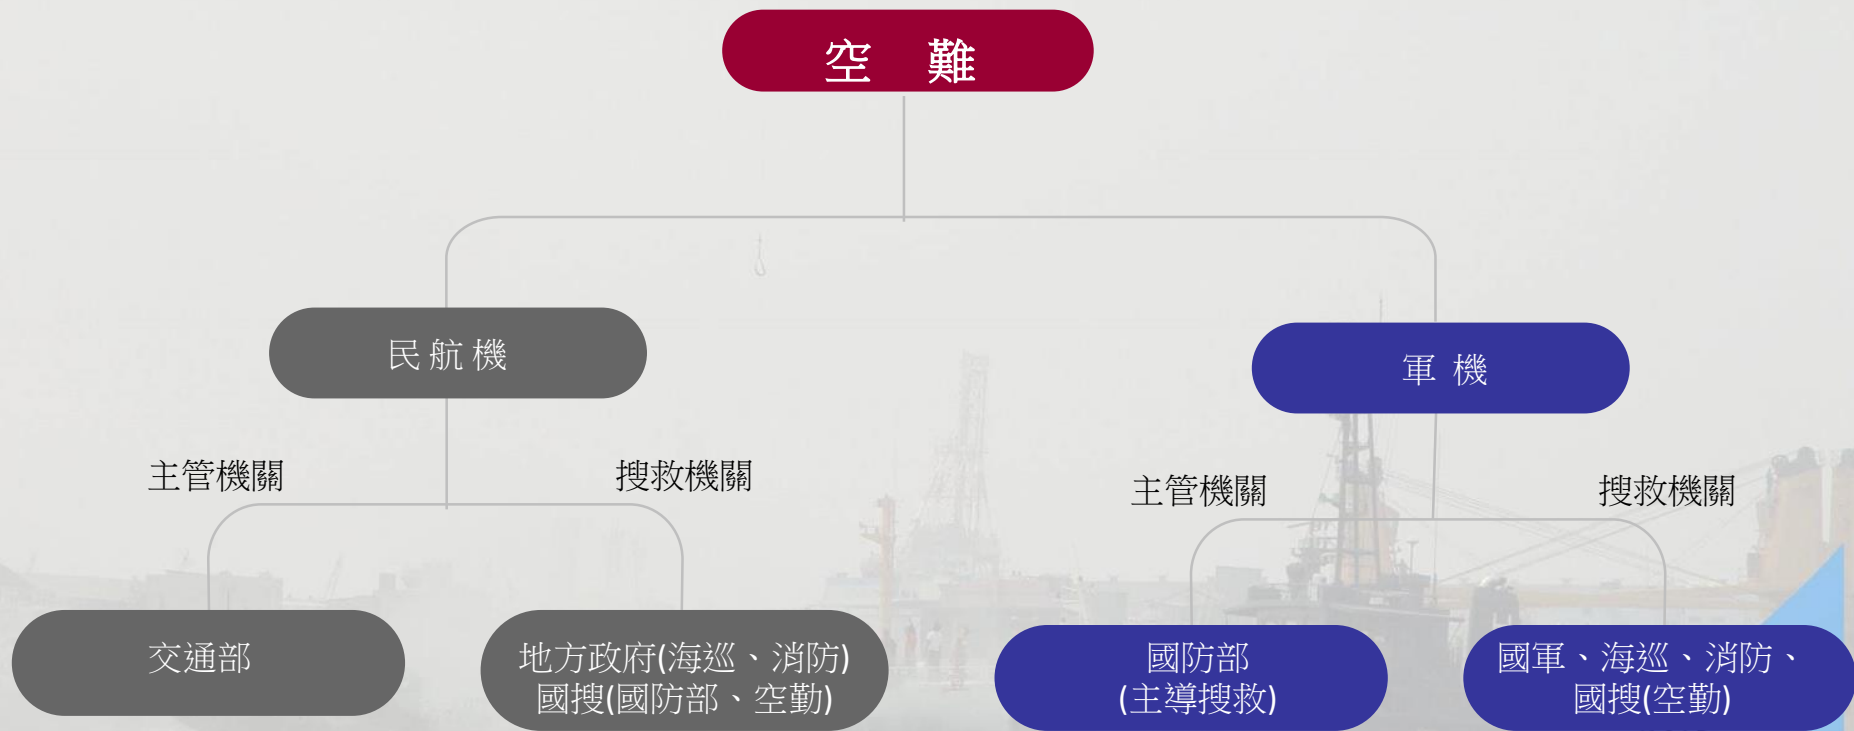 空 難
民航機
軍 機
主管機關
搜救機關
主管機關
搜救機關
交通部
地方政府(海巡、消防)
國搜(國防部、空勤)
國防部
(主導搜救)
國軍、海巡、消防、
國搜(空勤)